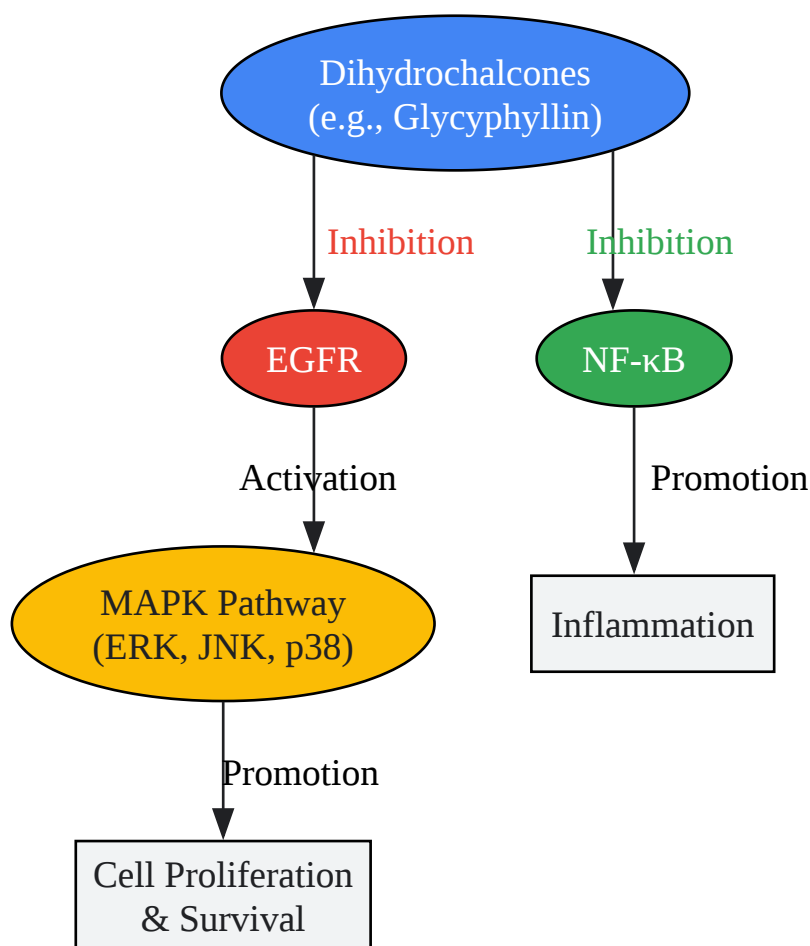 Dihydrochalcones
(e.g., Glycyphyllin)
Inhibition
Inhibition
EGFR
NF-κB
Activation
Promotion
MAPK Pathway
(ERK, JNK, p38)
Inflammation
Promotion
Cell Proliferation
& Survival